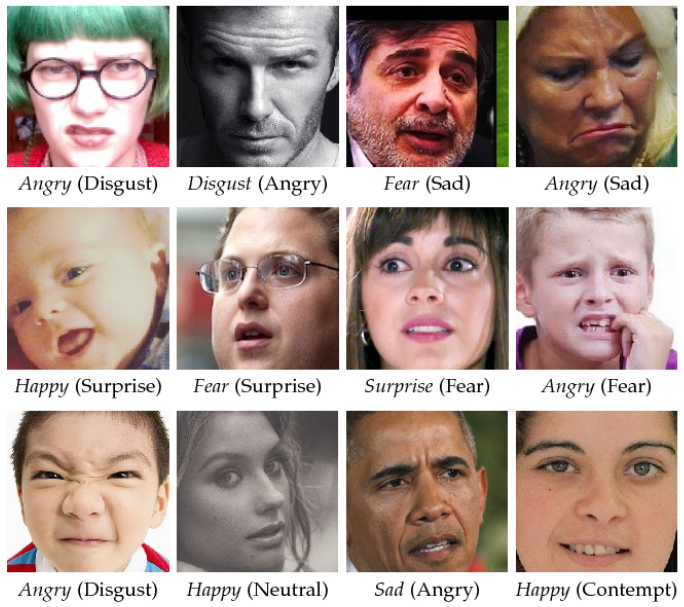 Angry (Disgust) Disgust (Angry) Fear (Sad) Angry (Sad)
Happy (Surprise) Fear (Surprise) Surprise (Fear) Angry (Fear)
Angry (Disgust) Happy (Neutral) Sad (Angry) Happy (Contempt)